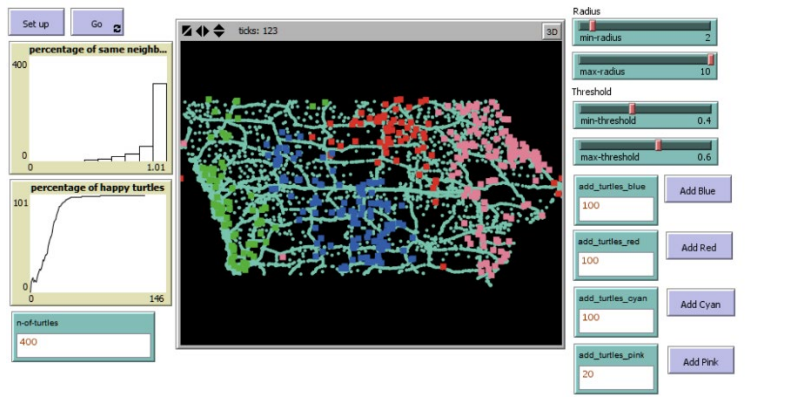 Set up
Go
percentage of same neighb...
400
0
0
1.01
percentage of happy turtles
101
0
0
146
n-of-turtles
400
ticks: 123
3D
Radius
min-radius 2
max-radius 10
Threshold
min-threshold 0.4
max-threshold 0.6
add_turtles_blue
100
Add Blue
add_turtles_red
100
Add Red
add_turtles_cyan
100
Add Cyan
add_turtles_pink
20
Add Pink